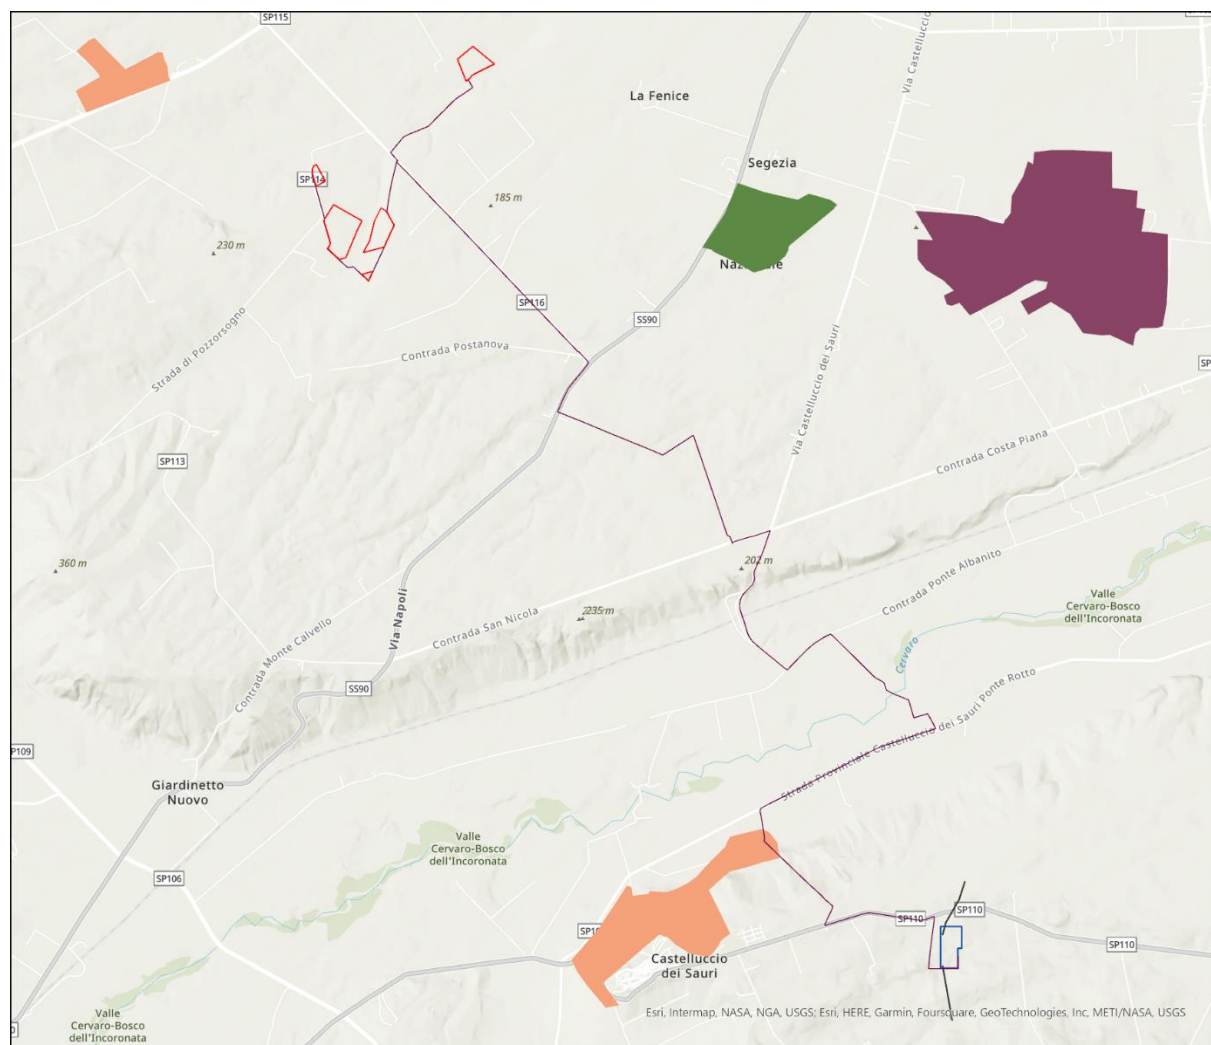 SP115
La Fenice
Via Castelluccio
Segezia
SP114
185 m
230 m
SP116
SS90
Strada di Pozzorsogno
Contrada Postanova
Via Castelluccio dei Sauri
Contrada Costa Piana
SP113
360 m
202 m
235 m
Contrada Ponte Albanito
Valle
Cervaro-Bosco
dell'Incoronata
Via Napoli
Contrada San Nicola
Contrada Monte Calvello
Cervaro
SS90
Strada Provinciale Castelluccio dei Sauri Ponte Rotto
SP109
Giardinetto
Nuovo
Valle
Cervaro-Bosco
dell'Incoronata
SP106
SP110
SP110
SP110
Castelluccio
dei Sauri
Valle
Cervaro-Bosco
dell'Incoronata
Esri, Intermap, NASA, NGA, USGS; Esri, HERE, Garmin, Foursquare, GeoTechnologies, Inc, METI/NASA, USGS